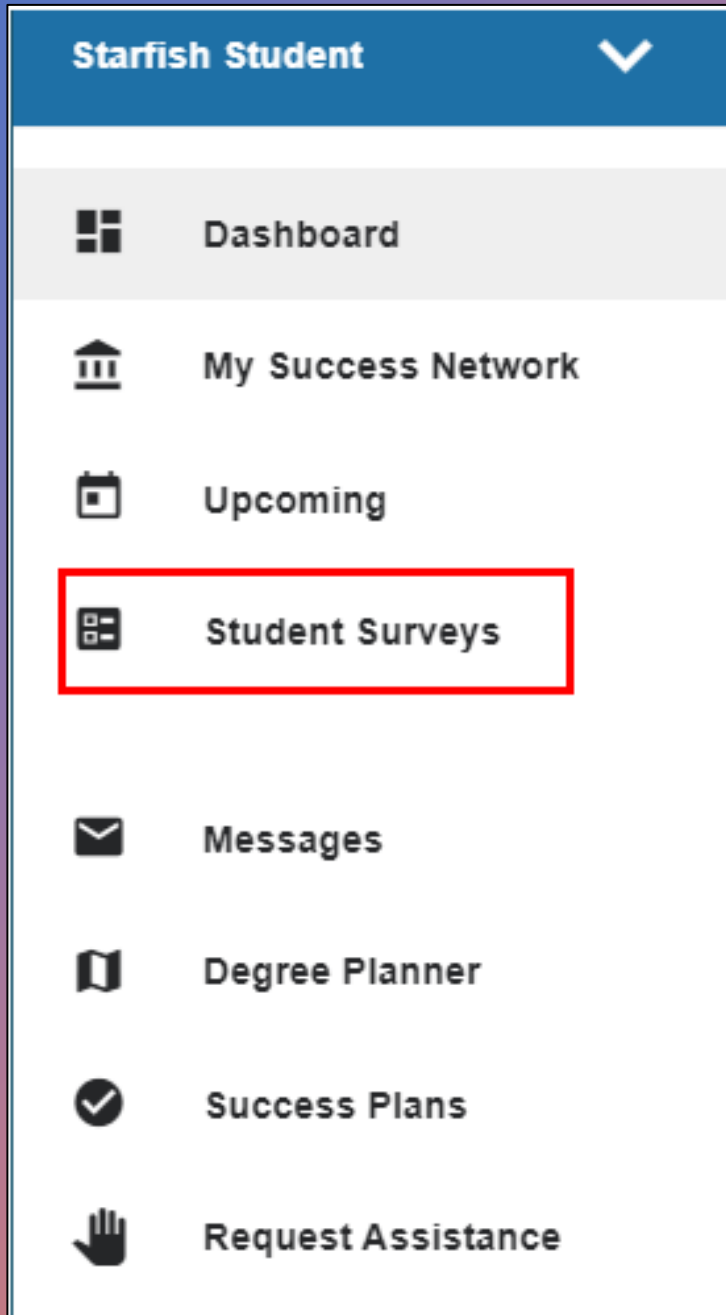 Starfish Student
Dashboard
My Success Network
Upcoming
Student Surveys
Messages
Degree Planner
Success Plans
Request Assistance